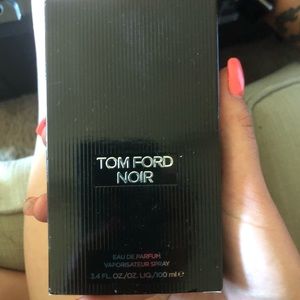 TOM FORD
NOIR
EAU DE PARFUM
VAPORISATEUR SPRAY
3.4 FL. OZ./OZ. LIQ./100 ml ℮